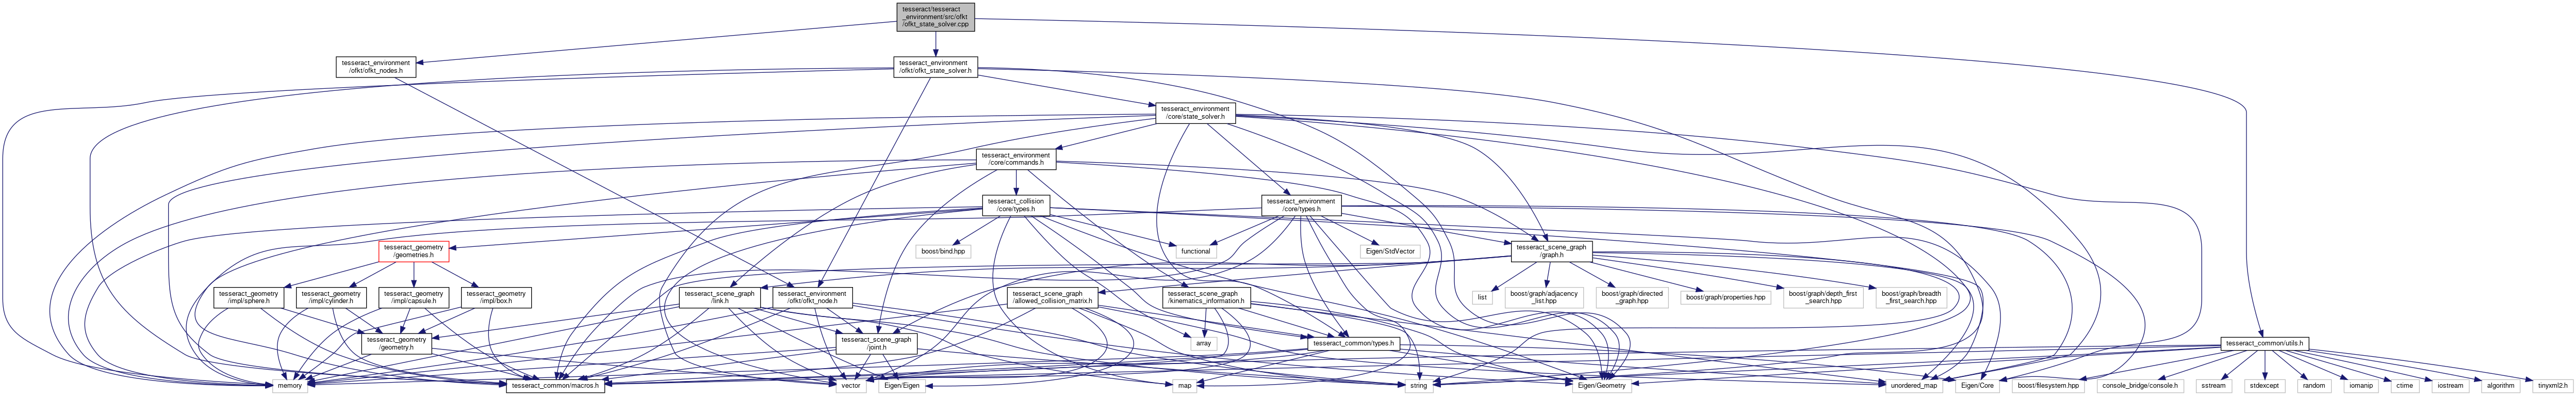 tesseract/tesseract
_environment/src/ofkt
/ofkt_state_solver.cpp
tesseract_environment
/ofkt/ofkt_nodes.h
tesseract_environment
/ofkt/ofkt_state_solver.h
tesseract_environment
/core/state_solver.h
tesseract_environment
/core/commands.h
tesseract_collision
/core/types.h
tesseract_environment
/core/types.h
tesseract_geometry
/geometries.h
boost/bind.hpp
functional
Eigen/StdVector
tesseract_scene_graph
/graph.h
tesseract_geometry
/impl/sphere.h
tesseract_geometry
/impl/cylinder.h
tesseract_geometry
/impl/capsule.h
tesseract_geometry
/impl/box.h
tesseract_scene_graph
/link.h
tesseract_environment
/ofkt/ofkt_node.h
tesseract_scene_graph
/allowed_collision_matrix.h
tesseract_scene_graph
/kinematics_information.h
list
boost/graph/adjacency
_list.hpp
boost/graph/directed
_graph.hpp
boost/graph/properties.hpp
boost/graph/depth_first
_search.hpp
boost/graph/breadth
_first_search.hpp
tesseract_geometry
/geometry.h
tesseract_scene_graph
/joint.h
array
tesseract_common/types.h
tesseract_common/utils.h
memory
tesseract_common/macros.h
vector
Eigen/Eigen
map
string
Eigen/Geometry
unordered_map
Eigen/Core
boost/filesystem.hpp
console_bridge/console.h
sstream
stdexcept
random
iomanip
ctime
iostream
algorithm
tinyxml2.h